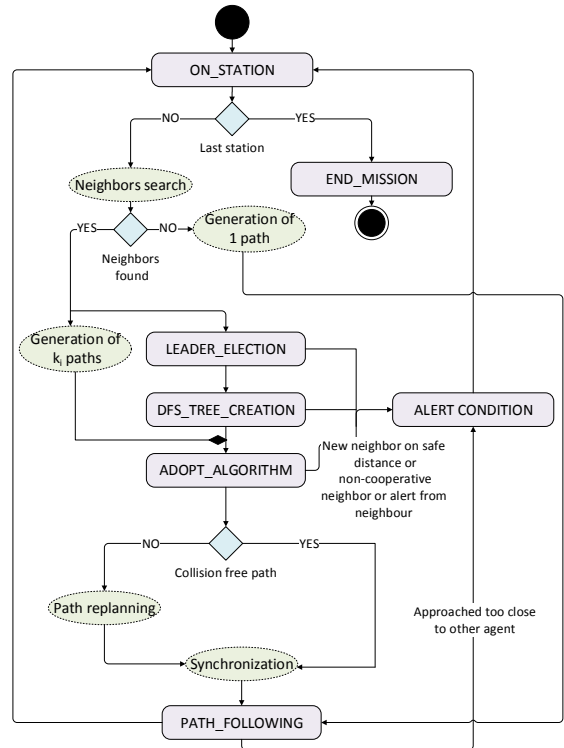 ON_STATION
NO
YES
Last station
Neighbors search
END_MISSION
YES
NO
Generation of
1 path
Neighbors
found
Generation of
ki paths
LEADER_ELECTION
DFS_TREE_CREATION
ALERT CONDITION
New neighbor on safe
distance or
non-cooperative
neighbor or alert from
neighbour
ADOPT_ALGORITHM
NO
YES
Collision free path
Path replanning
Approached too close
to other agent
Synchronization
PATH_FOLLOWING